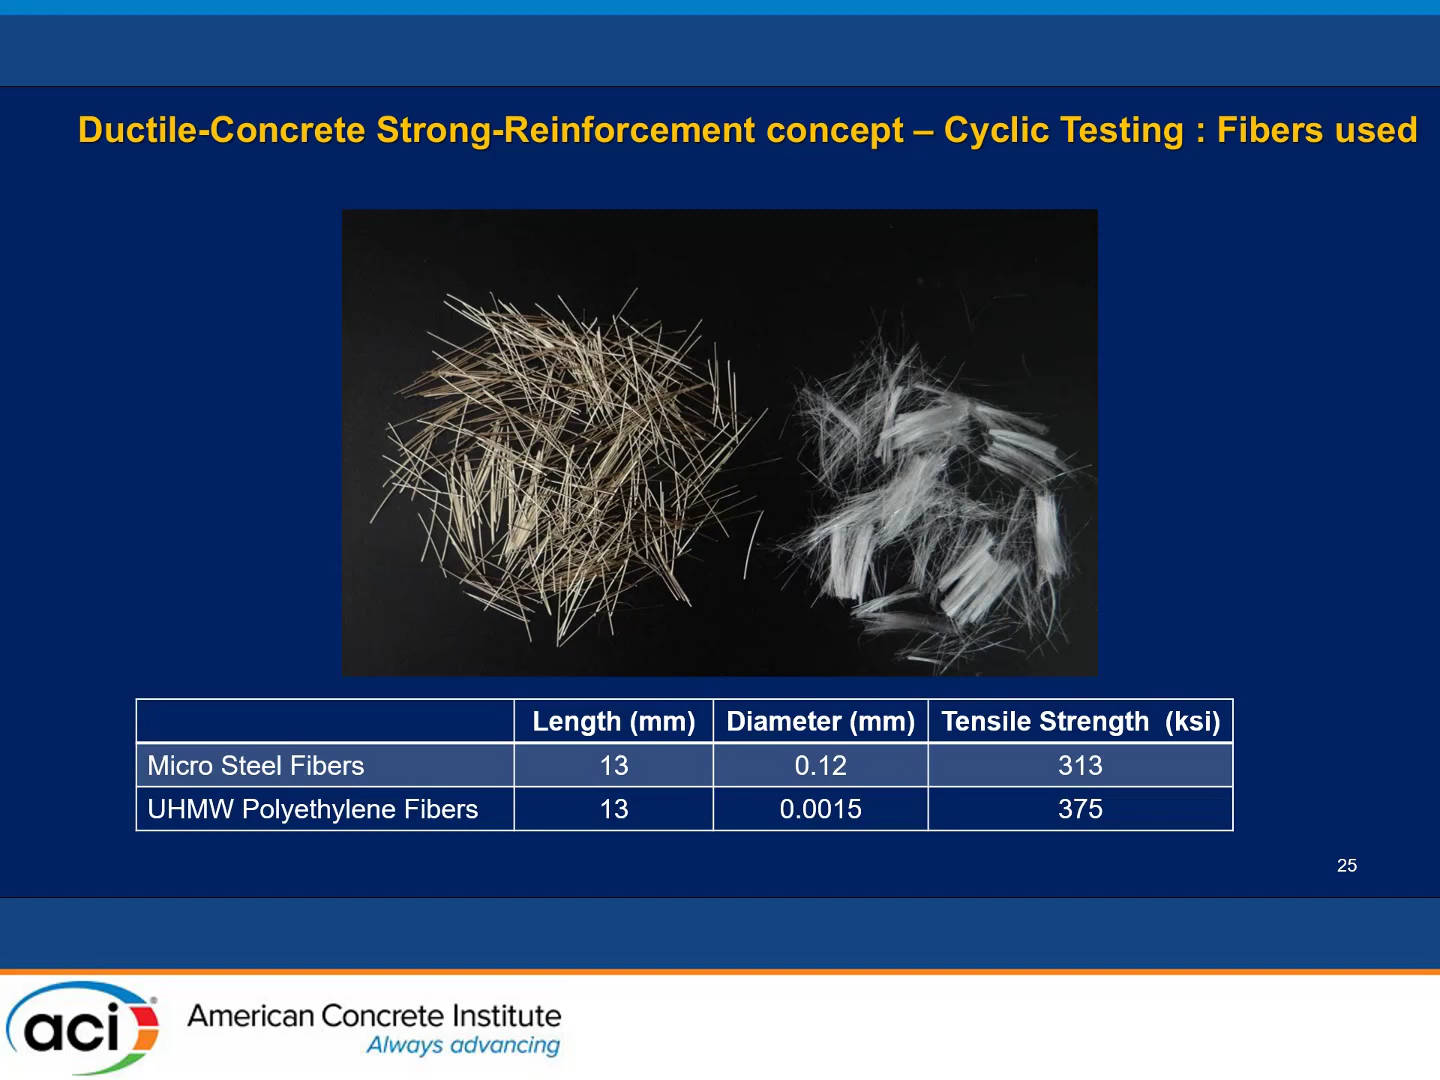 Ductile-Concrete Strong-Reinforcement concept – Cyclic Testing : Fibers used
Length (mm) Diameter (mm) Tensile Strength (ksi)
Micro Steel Fibers 13 0.12 313
UHMW Polyethylene Fibers 13 0.0015 375
25
aci® American Concrete Institute
Always advancing